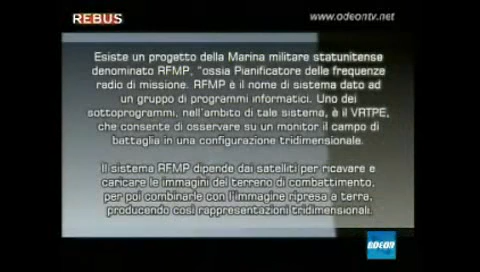 REBUS
www.odeontv.net
Esiste un progetto della Marina militare statunitense
denominato RFMP, "ossia Pianificatore delle frequenze
radio di missione. RFMP è il nome di sistema dato ad
un gruppo di programmi informatici. Uno dei
sottoprogrammi, nell'ambito di tale sistema, è il VRTPE,
che consente di osservare su un monitor il campo di
battaglia in una configurazione tridimensionale.
Il sistema RFMP dipende dai satelliti per ricavare e
caricare le immagini del terreno di combattimento,
per poi combinarle con l'immagine ripresa a terra,
producendo così rappresentazioni tridimensionali.
ODEON